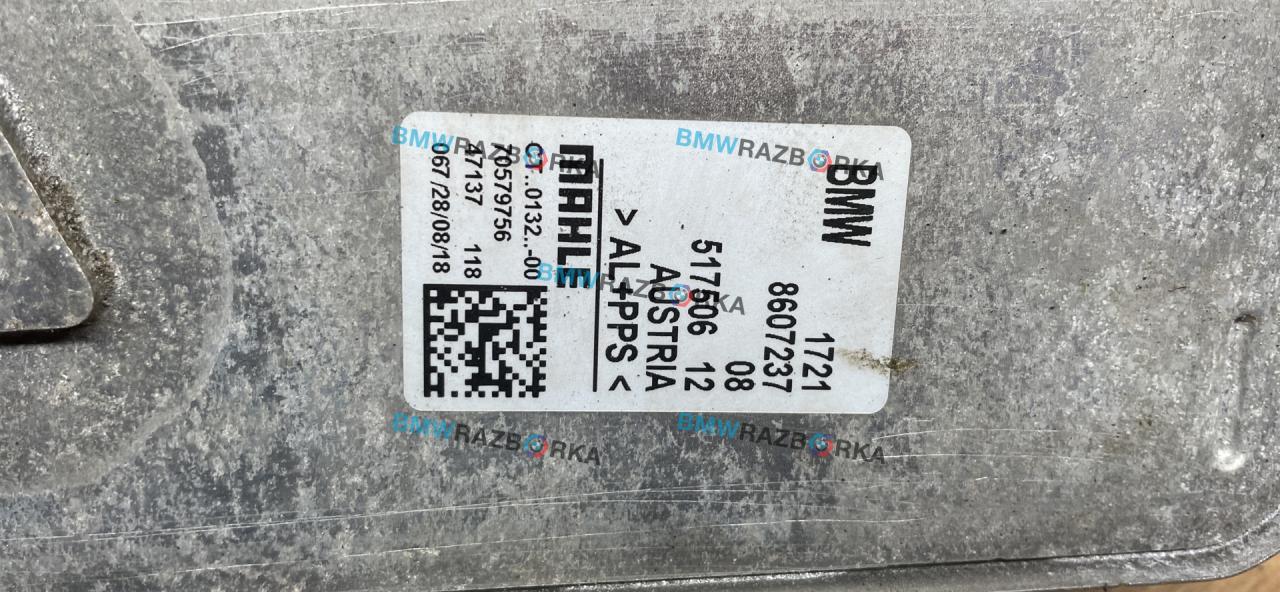 BMW
1721
8607237
08
517506 12
AUSTRIA
> AL+PPS <
MAHLE
CT..0132..-00
70579756
47137 118
067/28/08/18
BMWRAZBORKA
BMWRAZBORKA
BMWRAZBORKA
BMWRAZBORKA
BMWRAZBORKA